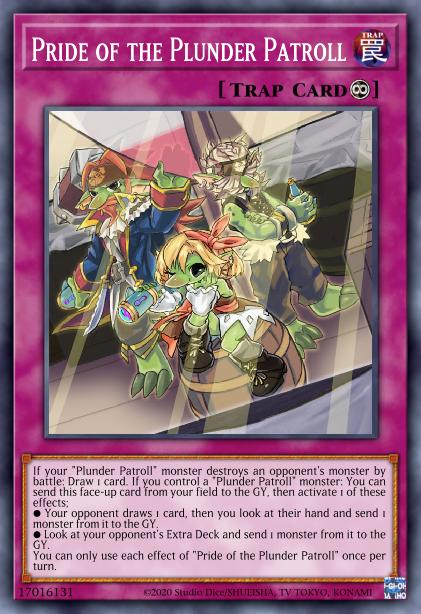 PRIDE OF THE PLUNDER PATROLL
TRAP
罠
[TRAP CARD ]
If your "Plunder Patroll" monster destroys an opponent's monster by
battle: Draw 1 card. If you control a "Plunder Patroll" monster: You can
send this face-up card from your field to the GY, then activate 1 of these
effects;
● Your opponent draws 1 card, then you look at their hand and send 1
monster from it to the GY.
● Look at your opponent's Extra Deck and send 1 monster from it to the
GY.
You can only use each effect of "Pride of the Plunder Patroll" once per
turn.
17016131
©2020 Studio Dice/SHUEISHA, TV TOKYO, KONAMI